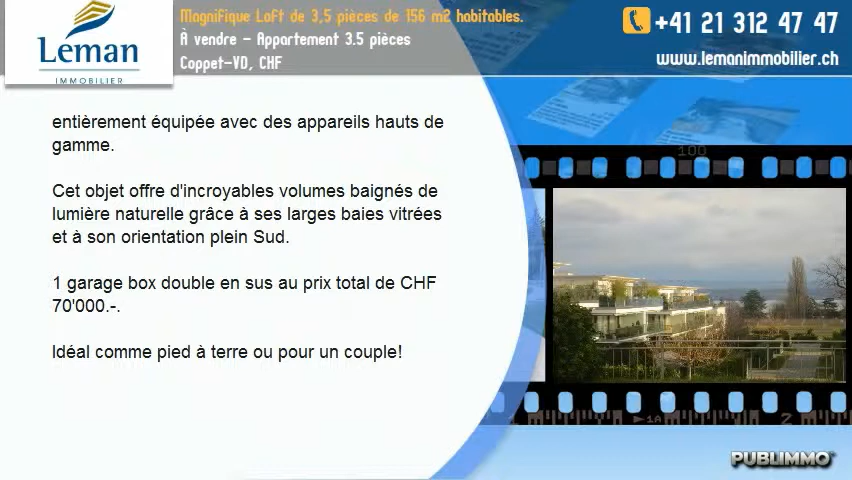 Leman
IMMOBILIER
Magnifique Loft de 3,5 pièces de 156 m2 habitables.
À vendre - Appartement 3.5 pièces
Coppet-VD, CHF
+41 21 312 47 47
www.lemanimmobilier.ch
entièrement équipée avec des appareils hauts de
gamme.
Cet objet offre d'incroyables volumes baignés de
lumière naturelle grâce à ses larges baies vitrées
et à son orientation plein Sud.
1 garage box double en sus au prix total de CHF
70'000.-.
Idéal comme pied à terre ou pour un couple!
100
1
1A
2
PUBLIMMO